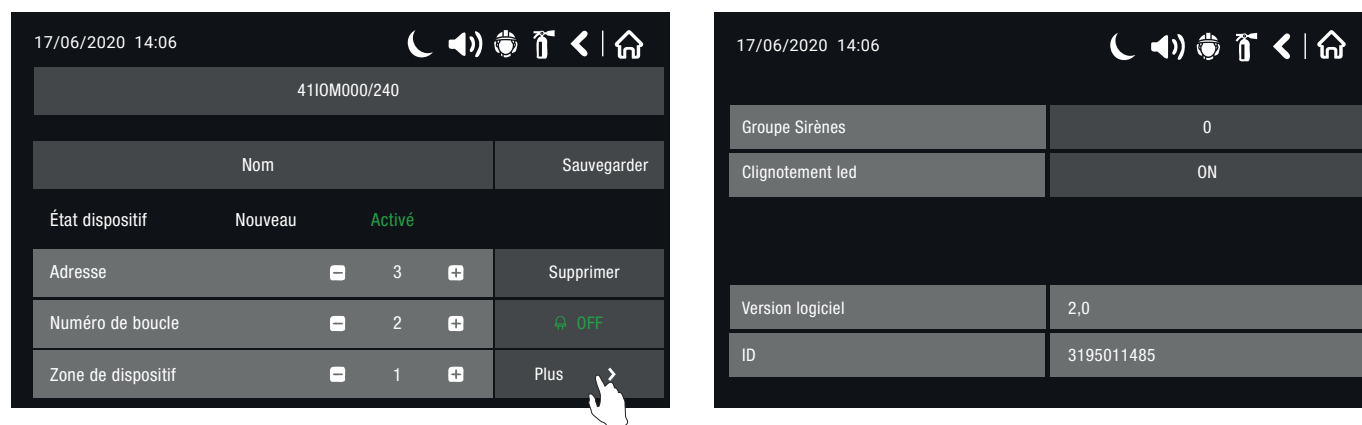 17/06/2020 14:06
41IOM000/240
Nom Sauvegarder
État dispositif Nouveau Activé
Adresse 3 Supprimer
Numéro de boucle 2 OFF
Zone de dispositif 1 Plus
17/06/2020 14:06
Groupe Sirènes 0
Clignotement led ON
Version logiciel 2,0
ID 3195011485